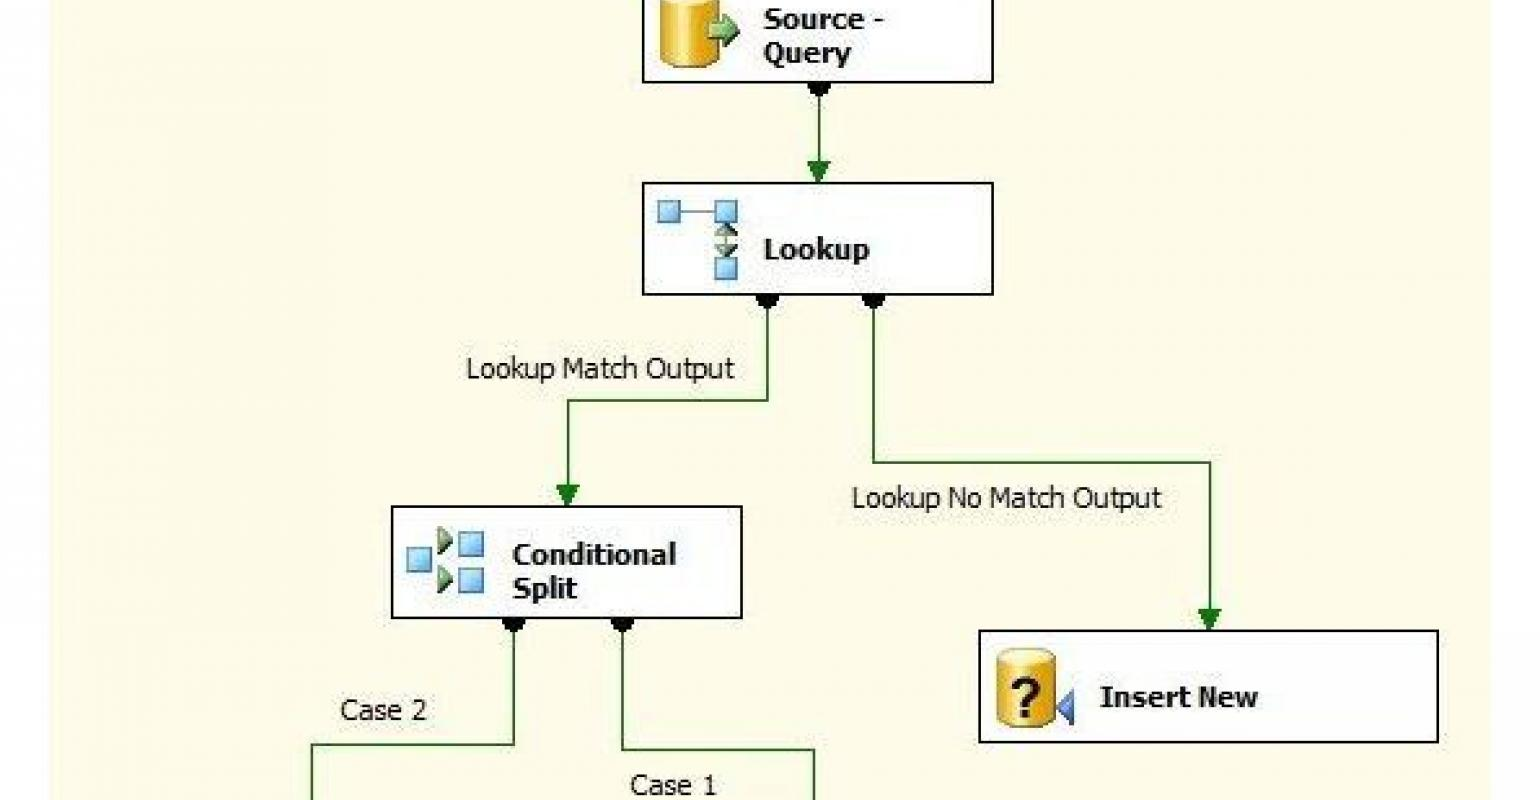 Source -
Query
Lookup
Lookup Match Output
Lookup No Match Output
Conditional
Split
Insert New
Case 2
Case 1